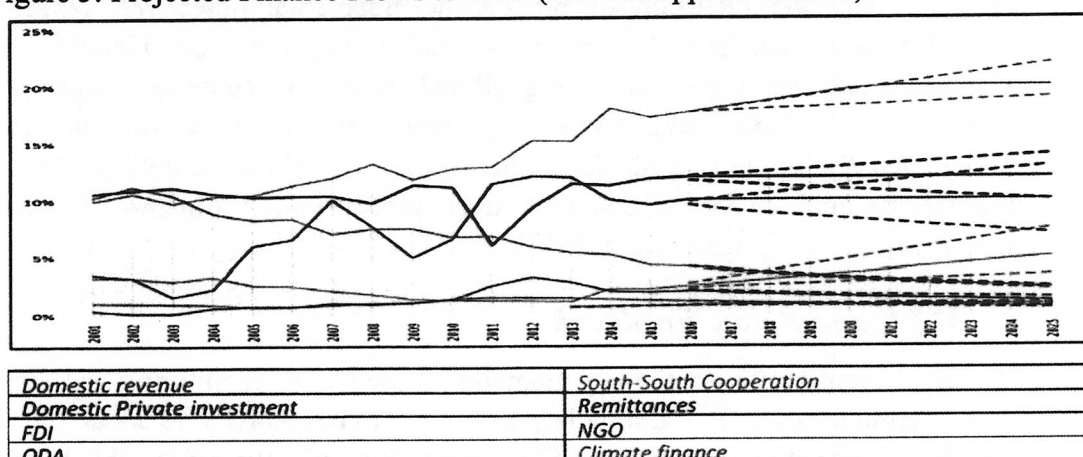 25%
20%
15%
10%
5%
0%
2001 2002 2003 2004 2005 2006 2007 2008 2009 2010 2011 2012 2013 2014 2015 2016 2017 2018 2019 2020 2021 2022 2023 2024 2025
Domestic revenue South-South Cooperation
Domestic Private investment Remittances
FDI NGO
ODA Climate finance